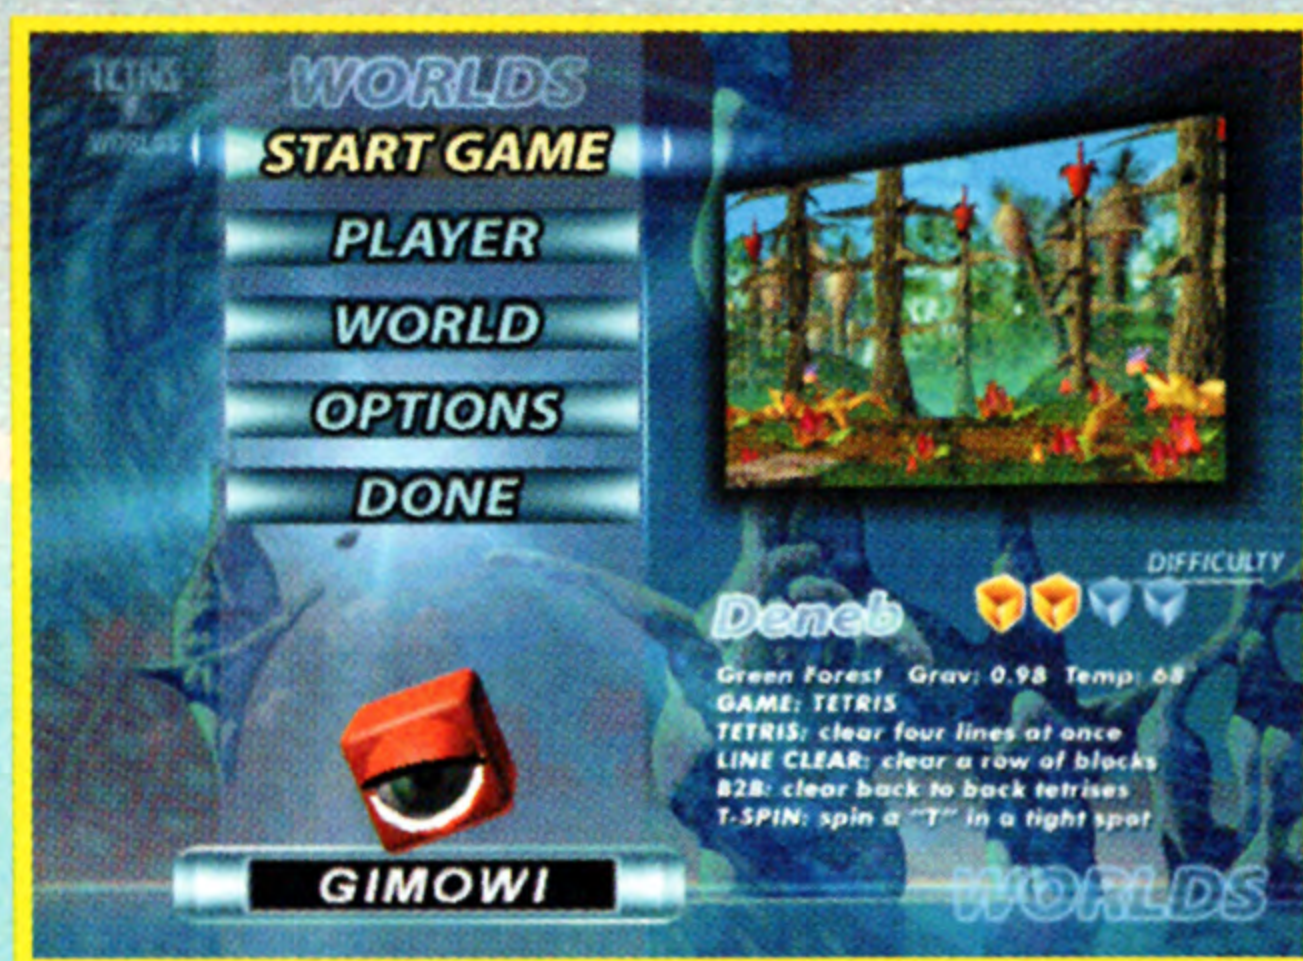 TETRIS
WORLDS
WORLDS
START GAME
PLAYER
WORLD
OPTIONS
DONE
GIMOWI
DIFFICULTY
Deneb
Green Forest Grav: 0.98 Temp: 68
GAME: TETRIS
TETRIS: clear four lines at once
LINE CLEAR: clear a row of blocks
B2B: clear back to back tetrises
T-SPIN: spin a "T" in a tight spot
WORLDS